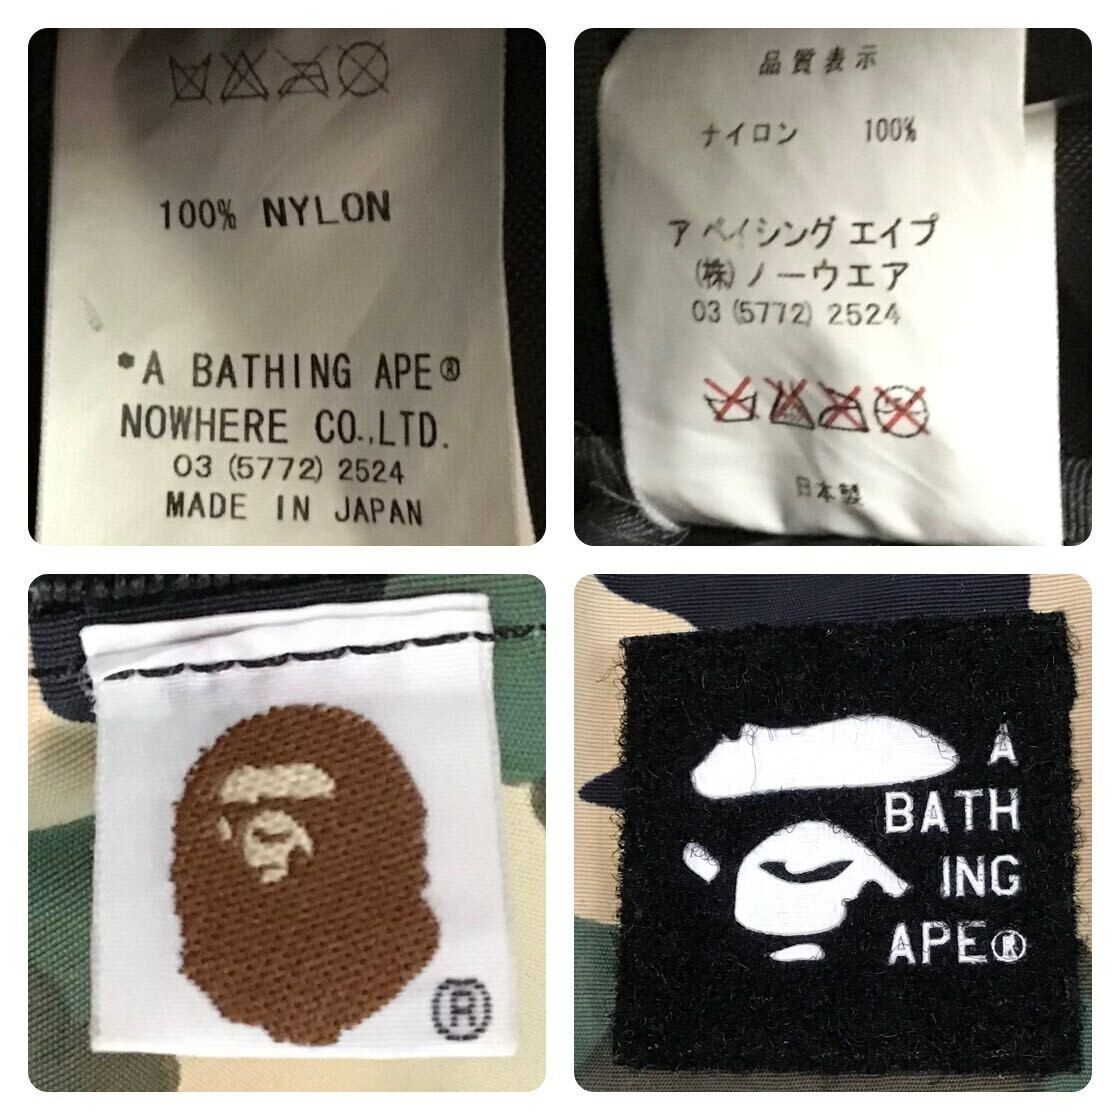 100% NYLON
*A BATHING APE®
NOWHERE CO.,LTD.
03 (5772) 2524
MADE IN JAPAN
品質表示
ナイロン 100%
ア ベイシング エイプ
(株) ノーウエア
03 (5772) 2524
日本製
®
A
BATH
ING
APE®